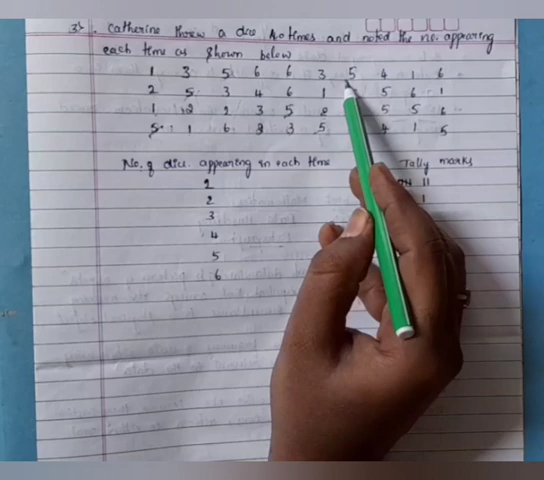 3). Catherine threw a dice 40 times and noted the no. appearing
each time as shown below
1 3 5 6 6 3 5 4 1 6
2 5 3 4 6 1 5 6 1
1 2 2 3 5 2 5 5 6
5 1 6 3 3 5 4 1 5
No. of dice appearing in each time Tally marks
1 II
2 I
3
4
5
6